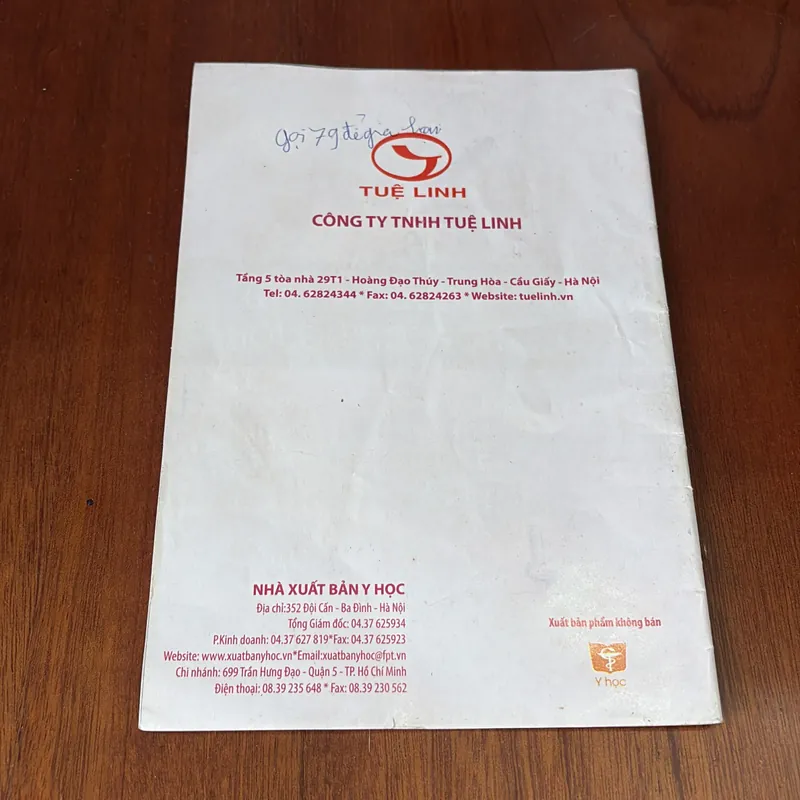 gọi 79 để gia hai
TUỆ LINH
CÔNG TY TNHH TUỆ LINH
Tầng 5 tòa nhà 29T1 - Hoàng Đạo Thúy - Trung Hòa - Cầu Giấy - Hà Nội
Tel: 04. 62824344 * Fax: 04. 62824263 * Website: tuelinh.vn
NHÀ XUẤT BẢN Y HỌC
Địa chỉ:352 Đội Cấn - Ba Đình - Hà Nội
Tổng Giám đốc: 04.37 625934
P.Kinh doanh: 04.37 627 819*Fax: 04.37 625923
Website: www.xuatbanyhoc.vn*Email:xuatbanyhoc@fpt.vn
Chi nhánh: 699 Trần Hưng Đạo - Quận 5 - TP. Hồ Chí Minh
Điện thoại: 08.39 235 648 * Fax: 08.39 230 562
Xuất bản phẩm không bán
Y học